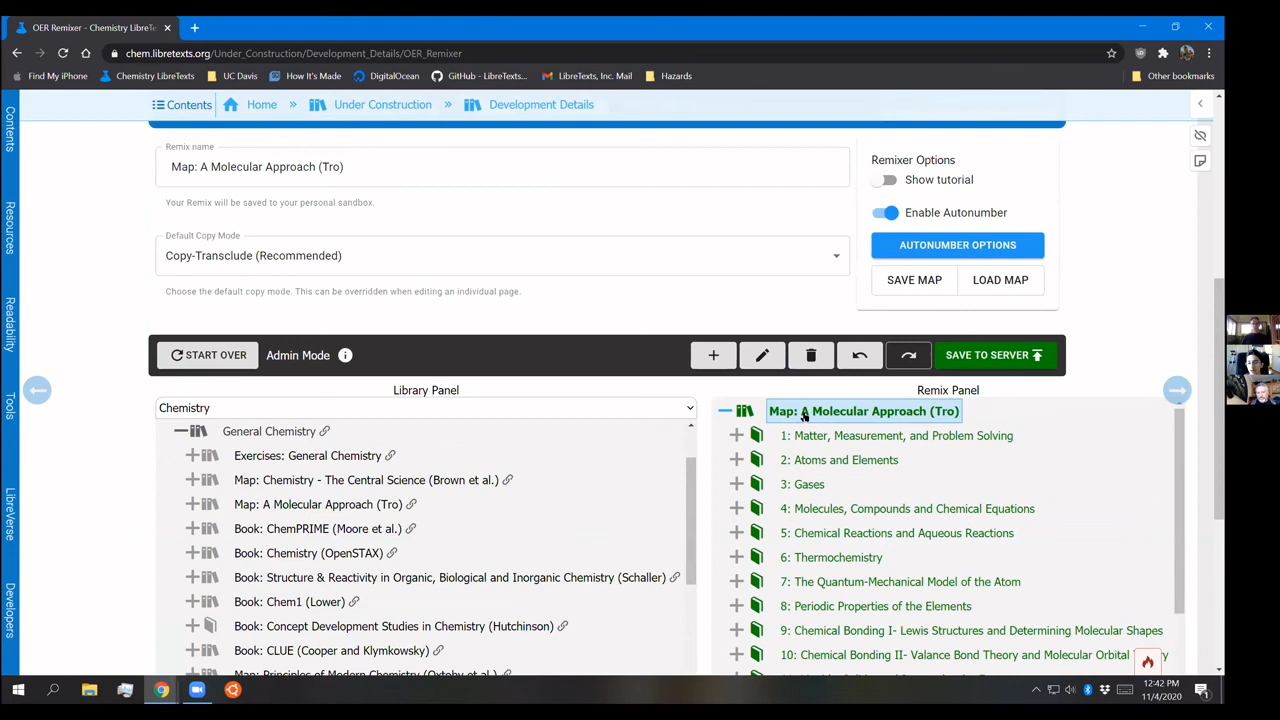 OER Remixer - Chemistry LibreTe
chem.libretexts.org/Under_Construction/Development_Details/OER_Remixer
Find My iPhone Chemistry LibreTexts UC Davis How It's Made DigitalOcean GitHub - LibreTexts... LibreTexts, Inc. Mail Hazards Other bookmarks
Contents Home » Under Construction » Development Details
Contents
Resources
Readability
Tools
LibreVerse
Developers
Remix name
Map: A Molecular Approach (Tro)
Your Remix will be saved to your personal sandbox.
Default Copy Mode
Copy-Transclude (Recommended)
Choose the default copy mode. This can be overridden when editing an individual page.
Remixer Options
Show tutorial
Enable Autonumber
AUTONUMBER OPTIONS
SAVE MAP LOAD MAP
START OVER Admin Mode SAVE TO SERVER
Library Panel
Chemistry
General Chemistry
Exercises: General Chemistry
Map: Chemistry - The Central Science (Brown et al.)
Map: A Molecular Approach (Tro)
Book: ChemPRIME (Moore et al.)
Book: Chemistry (OpenSTAX)
Book: Structure & Reactivity in Organic, Biological and Inorganic Chemistry (Schaller)
Book: Chem1 (Lower)
Book: Concept Development Studies in Chemistry (Hutchinson)
Book: CLUE (Cooper and Klymkowsky)
Map: Principles of Modern Chemistry (Oxtoby et al.)
Remix Panel
Map: A Molecular Approach (Tro)
1: Matter, Measurement, and Problem Solving
2: Atoms and Elements
3: Gases
4: Molecules, Compounds and Chemical Equations
5: Chemical Reactions and Aqueous Reactions
6: Thermochemistry
7: The Quantum-Mechanical Model of the Atom
8: Periodic Properties of the Elements
9: Chemical Bonding I- Lewis Structures and Determining Molecular Shapes
10: Chemical Bonding II- Valance Bond Theory and Molecular Orbital
12:42 PM
11/4/2020